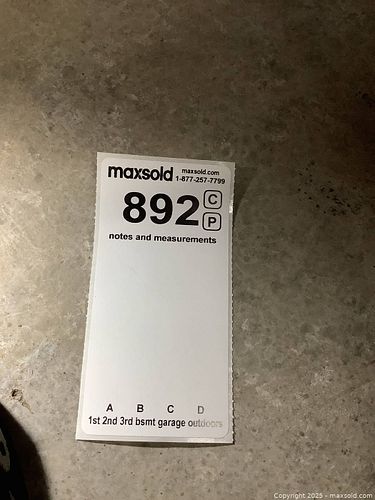 maxsold maxsold.com
1-877-257-7799
892 C
P
notes and measurements
A B C D
1st 2nd 3rd bsmt garage outdoors
Copyright 2025 - maxsold.com